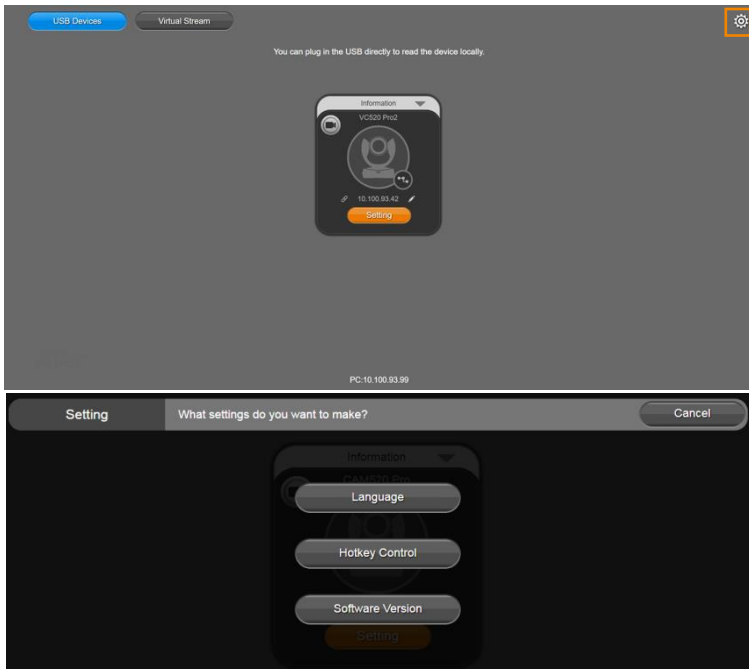 USB Devices
Virtual Stream
You can plug in the USB directly to read the device locally.
Information
VC520 Pro2
10.100.93.42
Setting
PC:10.100.93.99
Setting
What settings do you want to make?
Cancel
Information
CAM520 Pro
Language
Hotkey Control
Software Version
Setting